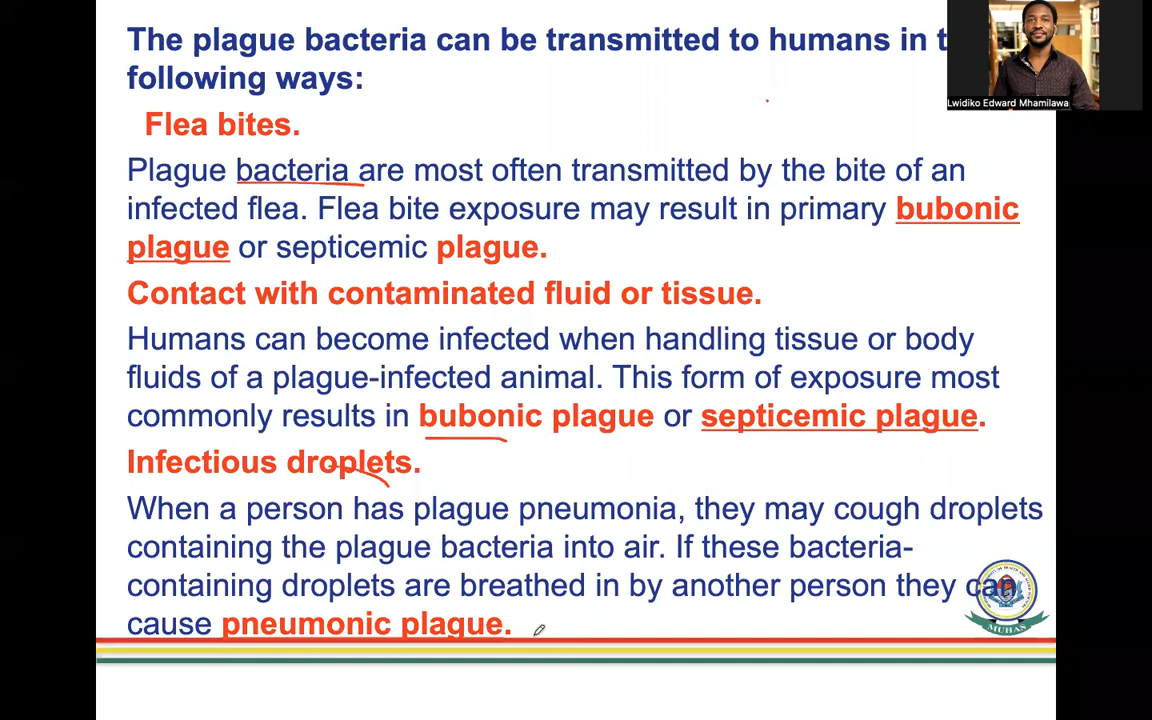 The plague bacteria can be transmitted to humans in t
following ways:
Lwidiko Edward Mhamilawa
Flea bites.
Plague bacteria are most often transmitted by the bite of an
infected flea. Flea bite exposure may result in primary bubonic
plague or septicemic plague.
Contact with contaminated fluid or tissue.
Humans can become infected when handling tissue or body
fluids of a plague-infected animal. This form of exposure most
commonly results in bubonic plague or septicemic plague.
Infectious droplets.
When a person has plague pneumonia, they may cough droplets
containing the plague bacteria into air. If these bacteria-
containing droplets are breathed in by another person they can
cause pneumonic plague.
MUHAS